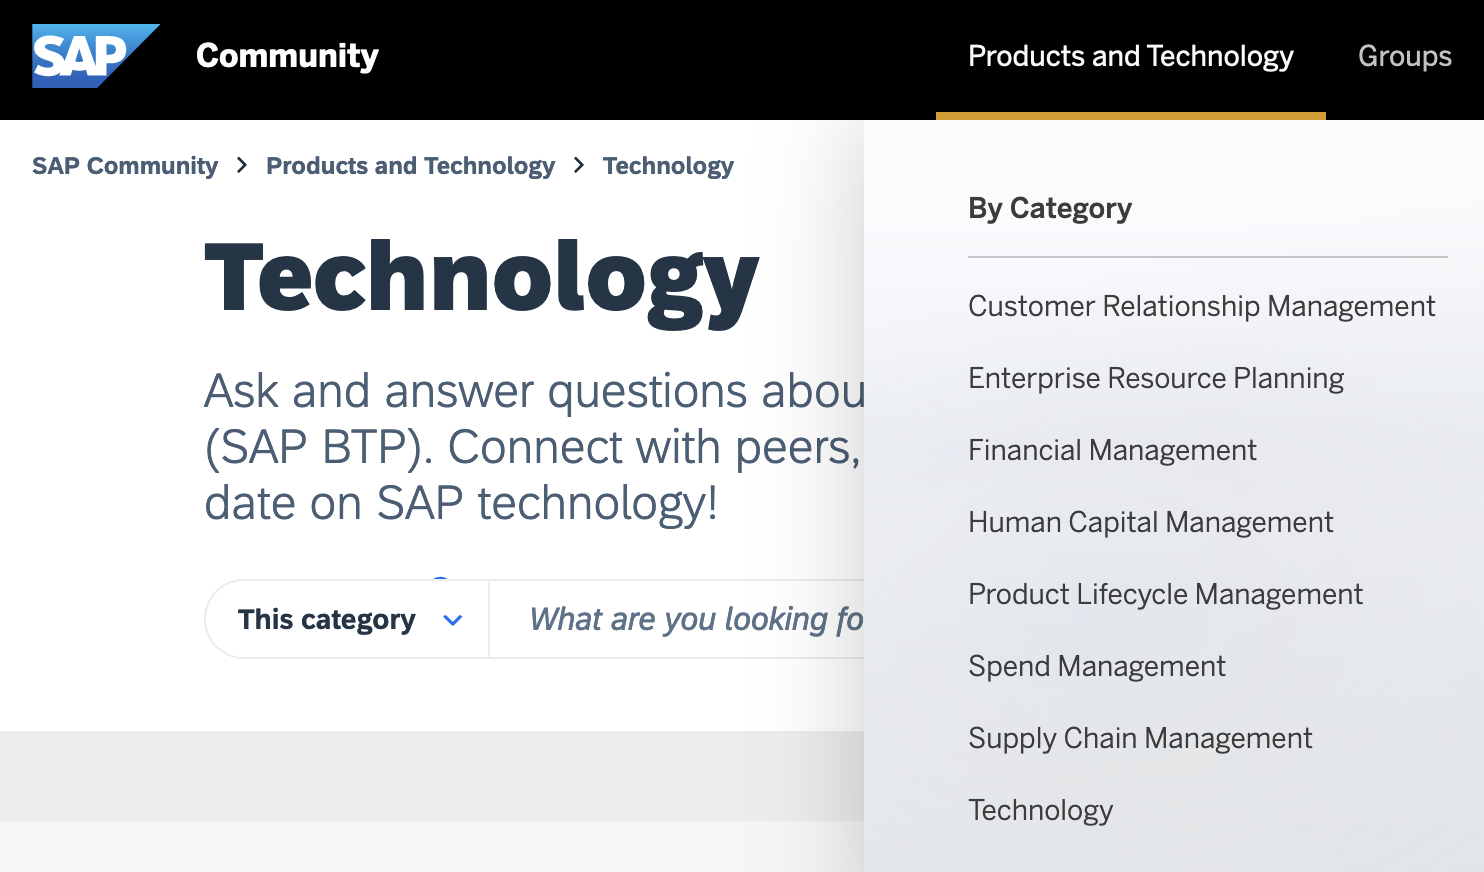 SAP Community Products and Technology Groups
SAP Community > Products and Technology > Technology
Technology
Ask and answer questions abou
(SAP BTP). Connect with peers,
date on SAP technology!
This category What are you looking fo
By Category
Customer Relationship Management
Enterprise Resource Planning
Financial Management
Human Capital Management
Product Lifecycle Management
Spend Management
Supply Chain Management
Technology